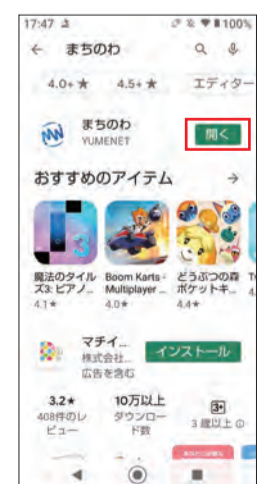 17:47
100%
まちのわ
4.0+★ 4.5+★ エディター
まちのわ
YUMENET
開く
おすすめのアイテム
魔法のタイル
ズ3: ピアノ...
4.1★
Boom Karts -
Multiplayer ...
4.0★
どうぶつの森
ポケットキ...
4.4★
マチイ...
株式会社...
広告を含む
インストール
3.2★
408件のレ
ビュー
10万以上
ダウンロー
ド数
3+
3 歳以上